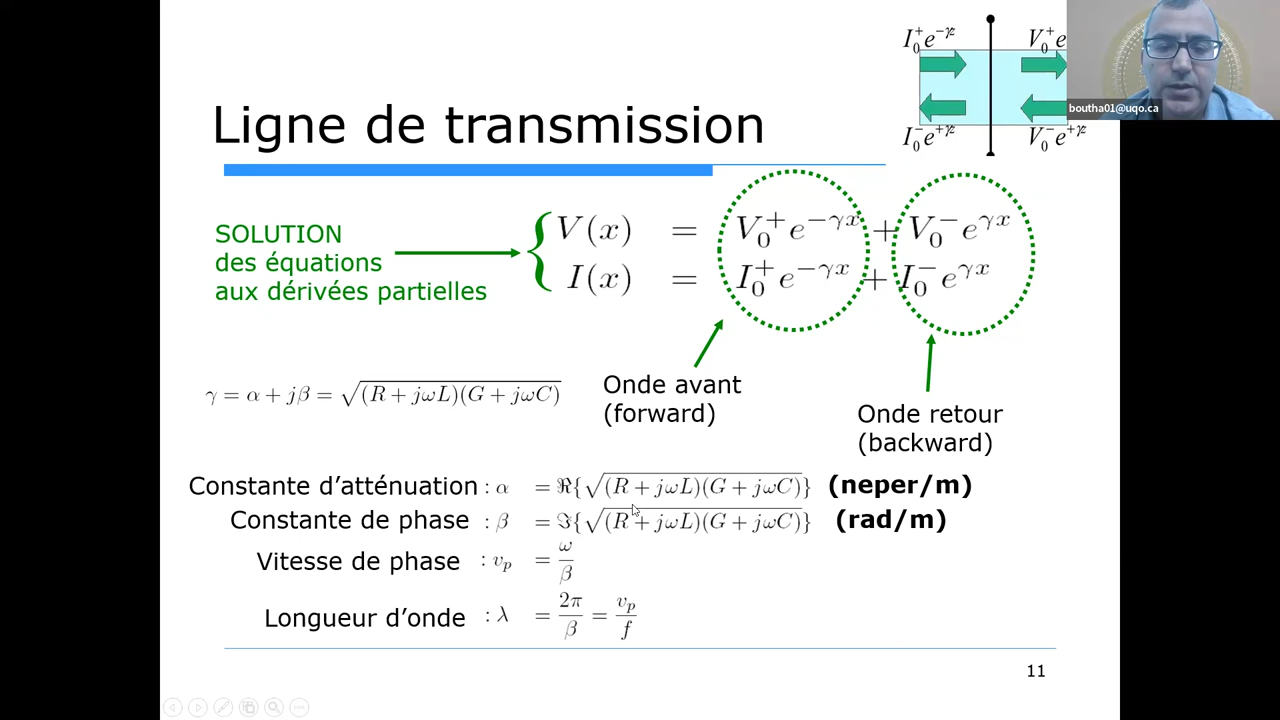 I₀⁺e^{-γz} V₀⁺e
boutha01@uqo.ca
I₀⁻e^{+γz} V₀⁻e^{+γz}
Ligne de transmission
SOLUTION
des équations
aux dérivées partielles
V(x) = V₀⁺e^{-γx} + V₀⁻e^{γx}
I(x) = I₀⁺e^{-γx} + I₀⁻e^{γx}
γ = α + jβ = √((R + jωL)(G + jωC))
Onde avant
(forward)
Onde retour
(backward)
Constante d’atténuation : α = ℜ{√((R + jωL)(G + jωC))} (neper/m)
Constante de phase : β = ℑ{√((R + jωL)(G + jωC))} (rad/m)
Vitesse de phase : v_p = ω/β
Longueur d’onde : λ = 2π/β = v_p/f
11